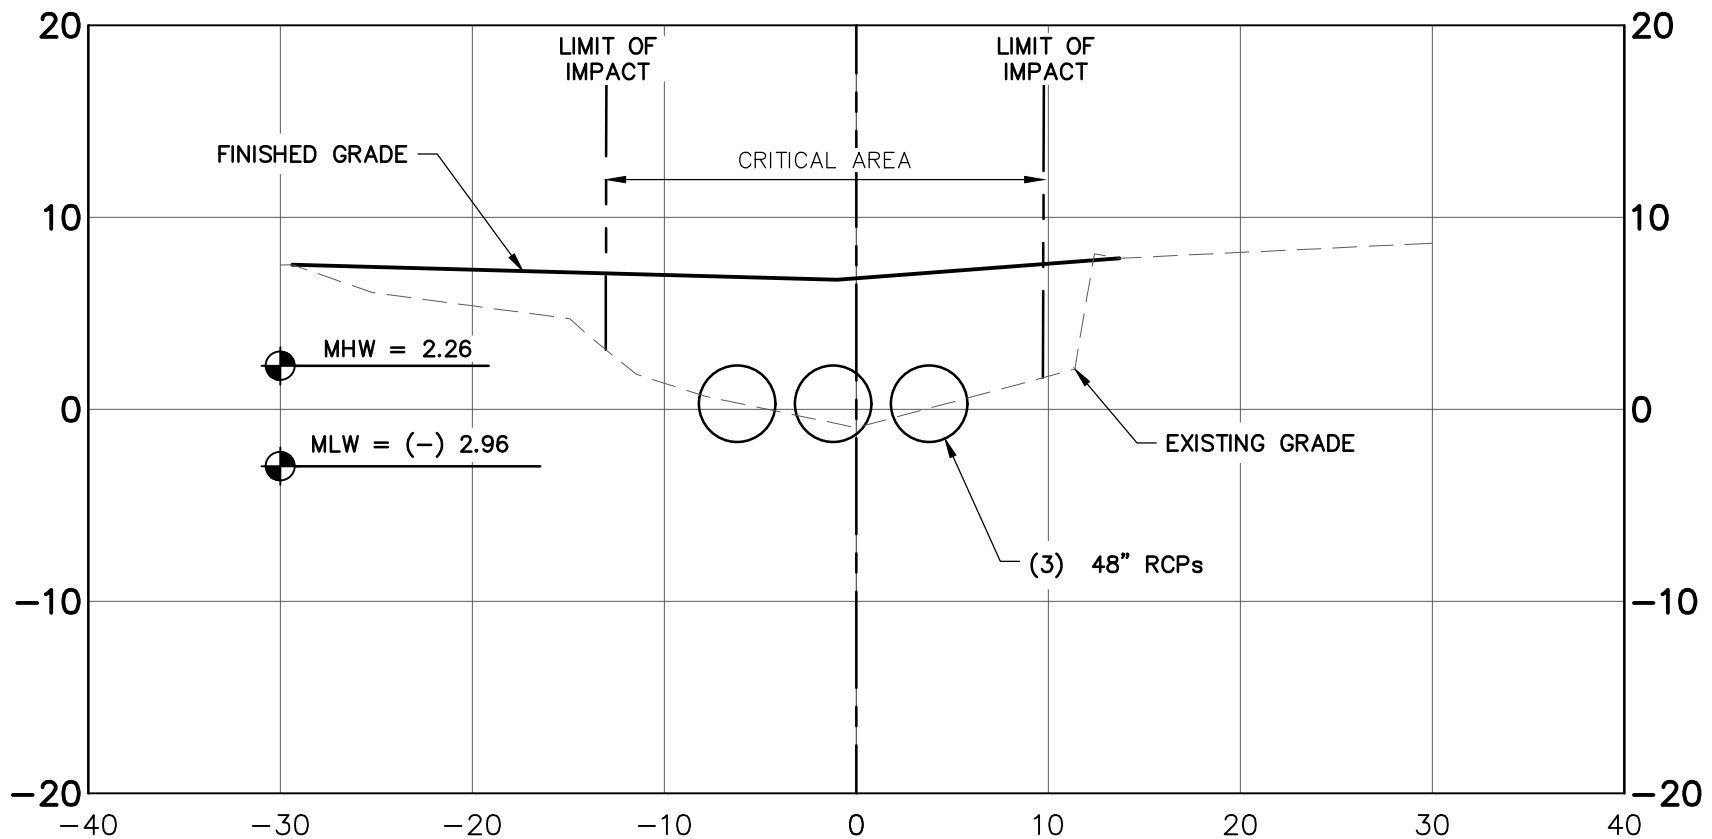 20
20
LIMIT OF
IMPACT
LIMIT OF
IMPACT
FINISHED GRADE
CRITICAL AREA
10
10
MHW = 2.26
0
0
MLW = (-) 2.96
EXISTING GRADE
(3) 48" RCPs
-10
-10
-20
-20
-40 -30 -20 -10 0 10 20 30 40